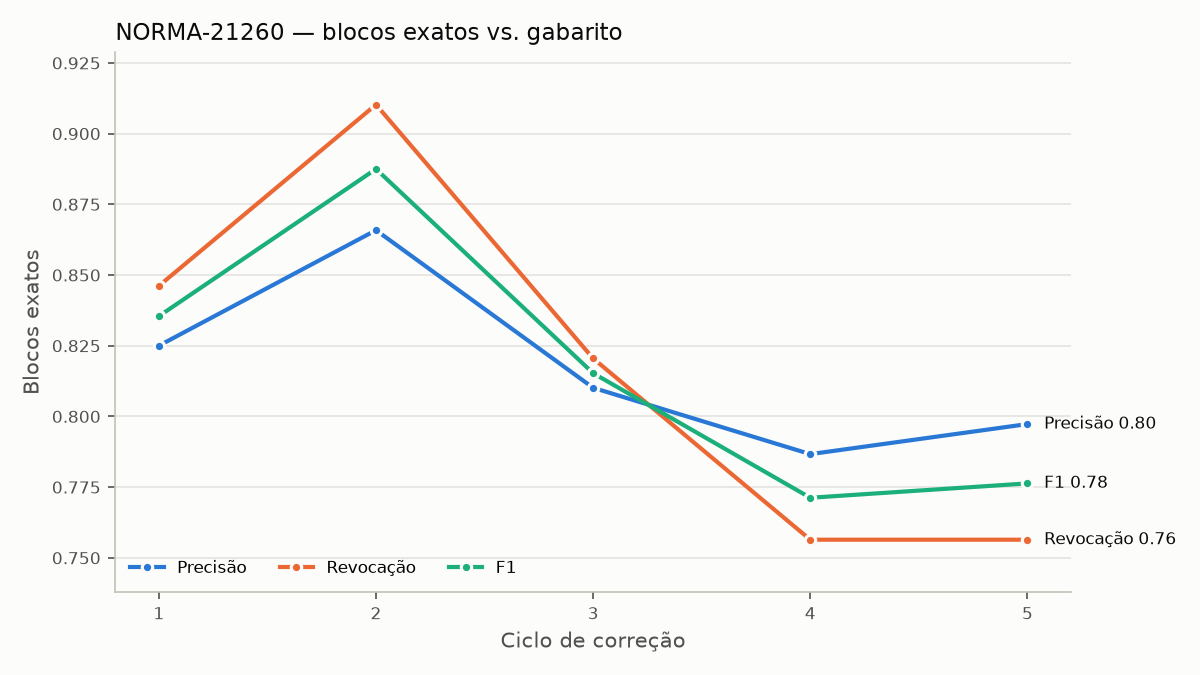 NORMA-21260 — blocos exatos vs. gabarito
0.925
0.900
0.875
0.850
0.825
0.800
0.775
0.750
Blocos exatos
Precisão 0.80
F1 0.78
Revocação 0.76
Precisão
Revocação
F1
1
2
3
4
5
Ciclo de correção